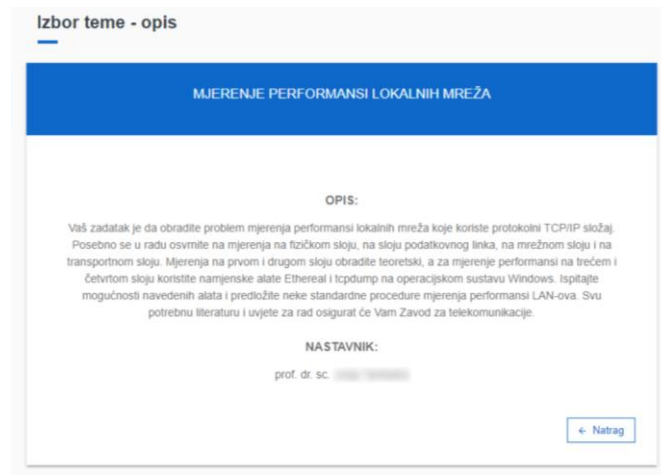 Izbor teme - opis
MJERENJE PERFORMANSI LOKALNIH MREŽA
OPIS:
Vaš zadatak je da obradite problem mjerenja performansi lokalnih mreža koje koriste protokolni TCP/IP složaj.
Posebno se u radu osvrnite na mjerenja na fizičkom sloju, na sloju podatkovnog linka, na mrežnom sloju i na
transportnom sloju. Mjerenja na prvom i drugom sloju obradite teoretski, a za mjerenje performansi na trećem i
četvrtom sloju koristite namjenske alate Ethereal i tcpdump na operacijskom sustavu Windows. Ispitajte
mogućnosti navedenih alata i predložite neke standardne procedure mjerenja performansi LAN-ova. Svu
potrebnu literaturu i uvjete za rad osigurat će Vam Zavod za telekomunikacije.
NASTAVNIK:
prof. dr. sc.
← Natrag